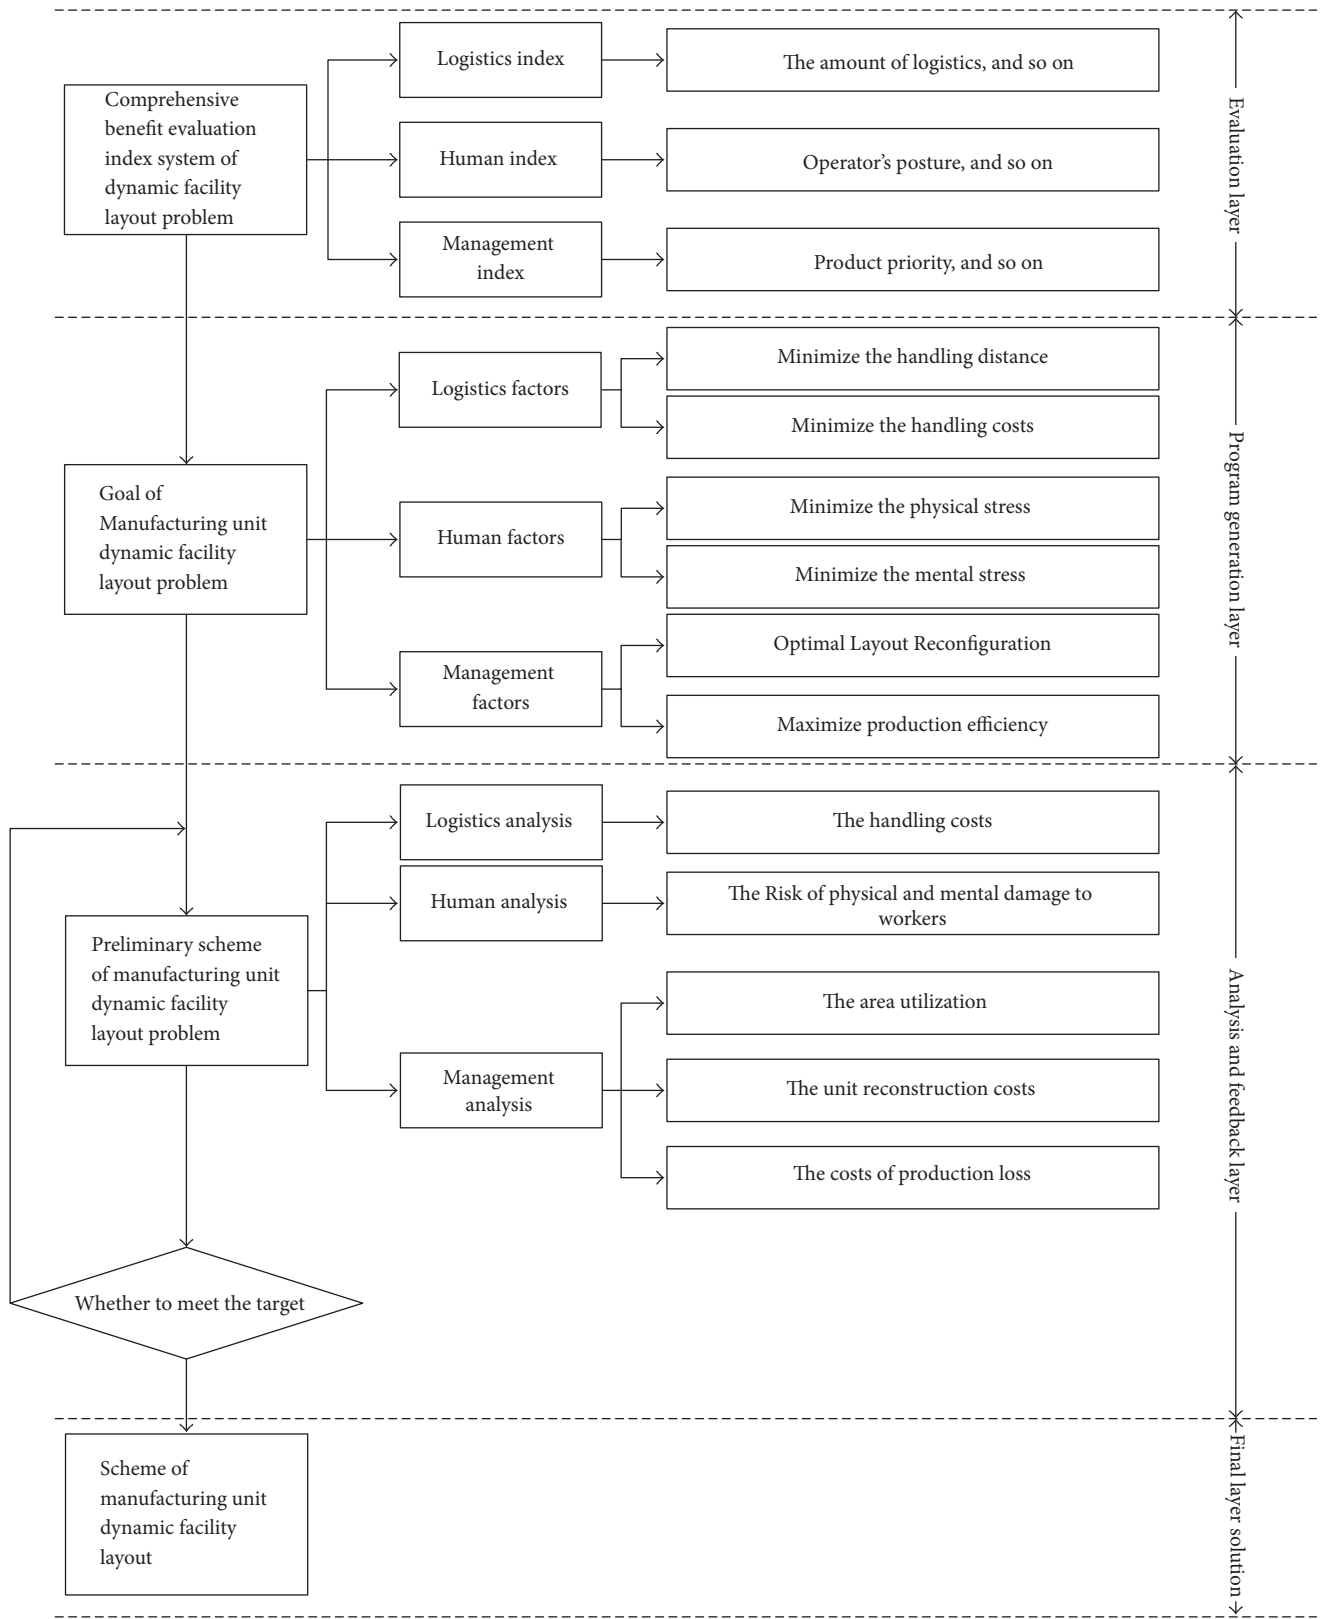 Comprehensive
benefit evaluation
index system of
dynamic facility
layout problem
Logistics index
The amount of logistics, and so on
Human index
Operator’s posture, and so on
Management
index
Product priority, and so on
Evaluation layer
Goal of
Manufacturing unit
dynamic facility
layout problem
Logistics factors
Minimize the handling distance
Minimize the handling costs
Human factors
Minimize the physical stress
Minimize the mental stress
Management
factors
Optimal Layout Reconfiguration
Maximize production efficiency
Program generation layer
Preliminary scheme
of manufacturing unit
dynamic facility
layout problem
Logistics analysis
The handling costs
Human analysis
The Risk of physical and mental damage to
workers
Management
analysis
The area utilization
The unit reconstruction costs
The costs of production loss
Whether to meet the target
Analysis and feedback layer
Scheme of
manufacturing unit
dynamic facility
layout
Final layer solution